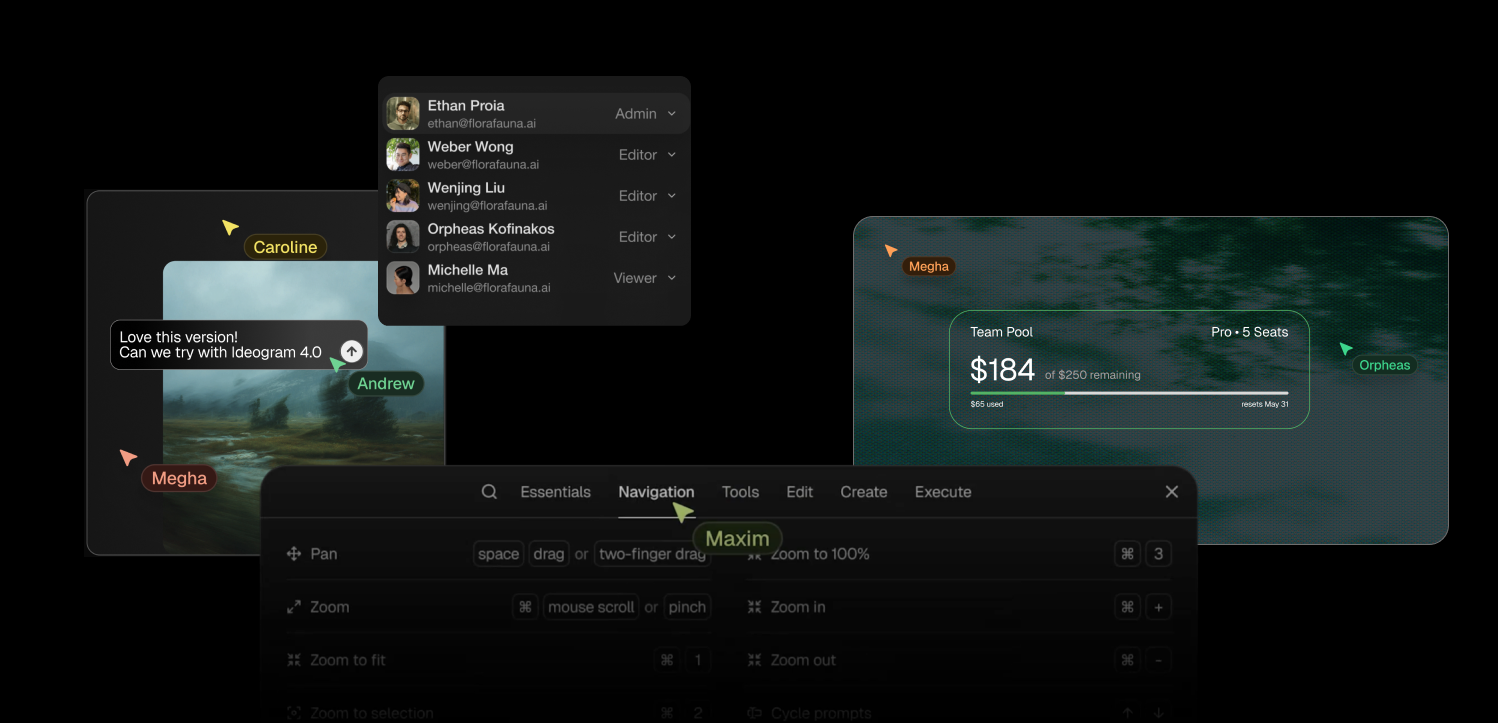 Ethan Proia
ethan@florafauna.ai
Admin
Weber Wong
weber@florafauna.ai
Editor
Wenjing Liu
wenjing@florafauna.ai
Editor
Orpheas Kofinakos
orpheas@florafauna.ai
Editor
Michelle Ma
michelle@florafauna.ai
Viewer
Caroline
Love this version!
Can we try with Ideogram 4.0
Andrew
Megha
Megha
Team Pool
Pro • 5 Seats
$184 of $250 remaining
$65 used
resets May 31
Orpheas
Essentials Navigation Tools Edit Create Execute
Maxim
Pan space drag or two-finger drag
Zoom to 100% ⌘ 3
Zoom ⌘ mouse scroll or pinch
Zoom in ⌘ +
Zoom to fit ⌘ 1
Zoom out ⌘ -
Zoom to selection ⌘ 2
Cycle prompts ↑ ↓